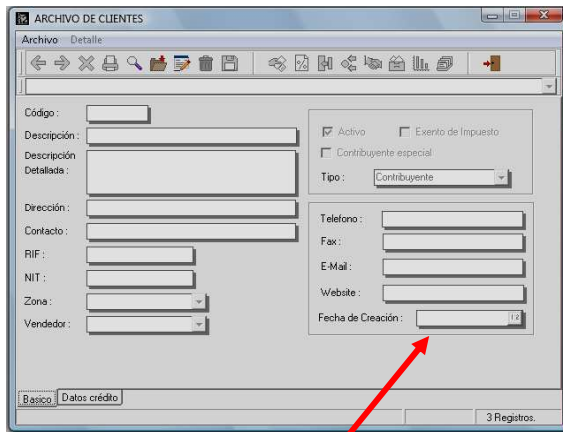 ARCHIVO DE CLIENTES
Archivo Detalle
Código :
Descripción :
Descripción
Detallada :
Dirección :
Contacto :
RIF :
NIT :
Zona :
Vendedor :
Activo
Exento de Impuesto
Contribuyente especial
Tipo : Contribuyente
Telefono :
Fax :
E-Mail :
Website :
Fecha de Creación :
Basico Datos crédito
3 Registros.